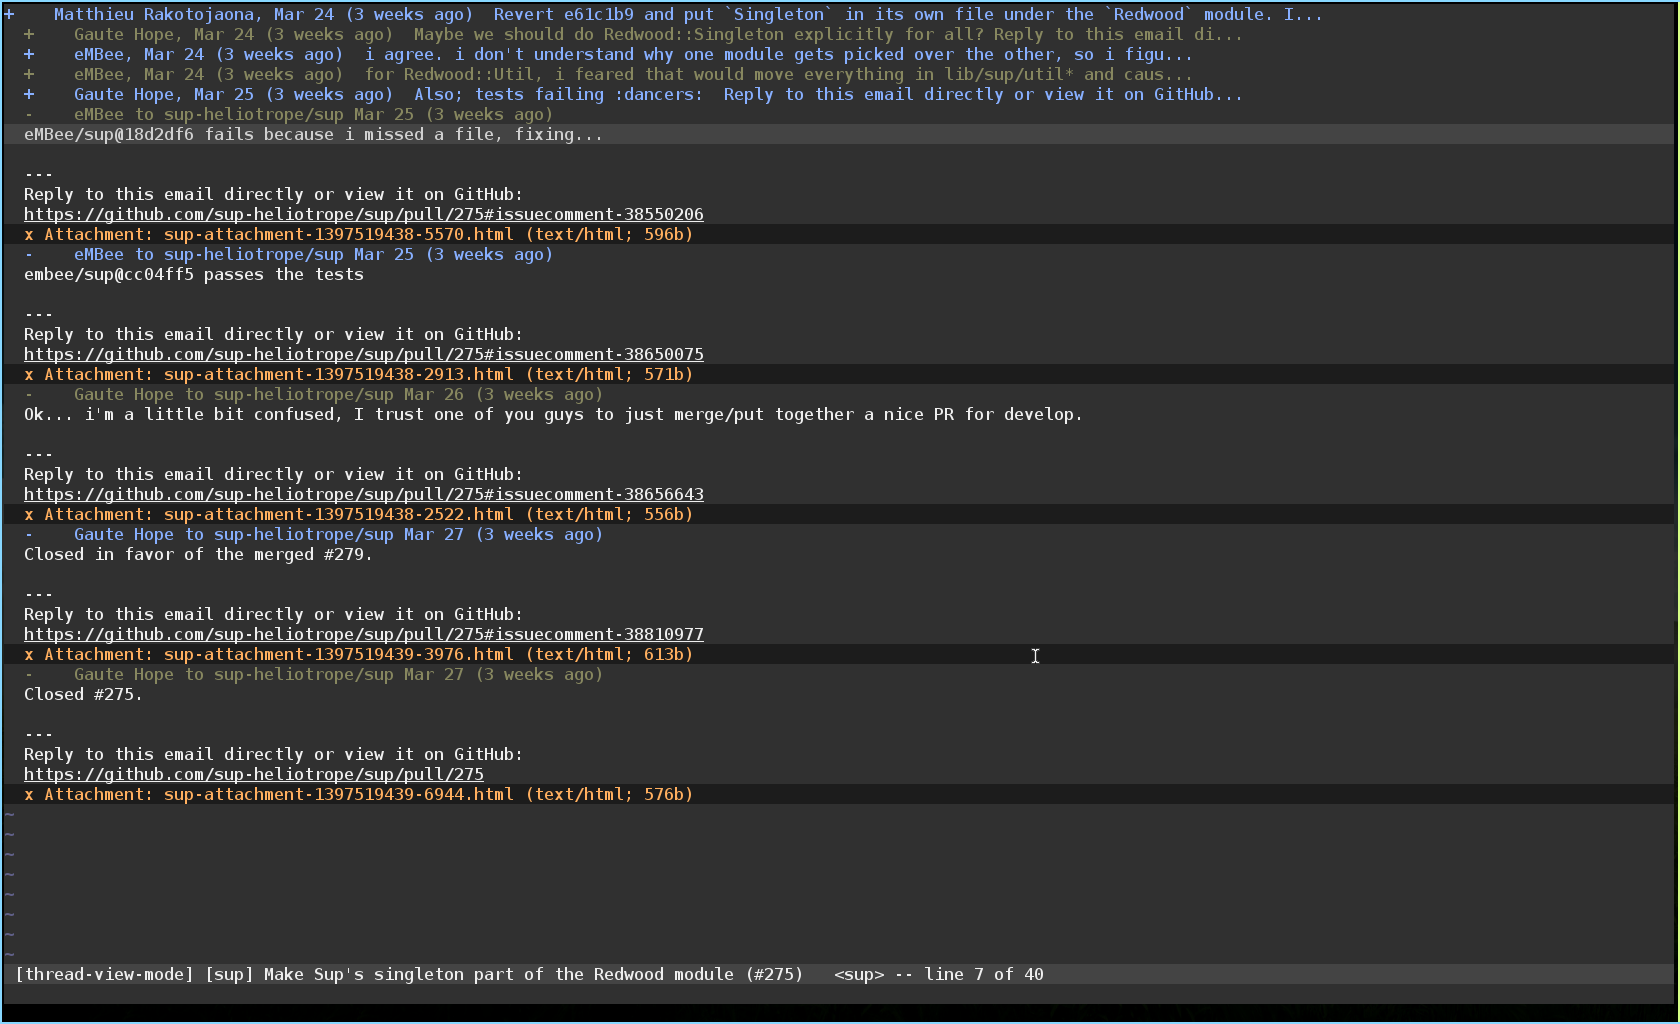 +    Matthieu Rakotojaona, Mar 24 (3 weeks ago)  Revert e61c1b9 and put `Singleton` in its own file under the `Redwood` module. I...
  +    Gaute Hope, Mar 24 (3 weeks ago)  Maybe we should do Redwood::Singleton explicitly for all? Reply to this email di...
  +    eMBee, Mar 24 (3 weeks ago)  i agree. i don't understand why one module gets picked over the other, so i figu...
  +    eMBee, Mar 24 (3 weeks ago)  for Redwood::Util, i feared that would move everything in lib/sup/util* and caus...
  +    Gaute Hope, Mar 25 (3 weeks ago)  Also; tests failing :dancers:  Reply to this email directly or view it on GitHub...
  -    eMBee to sup-heliotrope/sup Mar 25 (3 weeks ago)
  eMBee/sup@18d2df6 fails because i missed a file, fixing...

  ---
  Reply to this email directly or view it on GitHub:
  https://github.com/sup-heliotrope/sup/pull/275#issuecomment-38550206
  x Attachment: sup-attachment-1397519438-5570.html (text/html; 596b)
  -    eMBee to sup-heliotrope/sup Mar 25 (3 weeks ago)
  embee/sup@cc04ff5 passes the tests

  ---
  Reply to this email directly or view it on GitHub:
  https://github.com/sup-heliotrope/sup/pull/275#issuecomment-38650075
  x Attachment: sup-attachment-1397519438-2913.html (text/html; 571b)
  -    Gaute Hope to sup-heliotrope/sup Mar 26 (3 weeks ago)
  Ok... i'm a little bit confused, I trust one of you guys to just merge/put together a nice PR for develop.

  ---
  Reply to this email directly or view it on GitHub:
  https://github.com/sup-heliotrope/sup/pull/275#issuecomment-38656643
  x Attachment: sup-attachment-1397519438-2522.html (text/html; 556b)
  -    Gaute Hope to sup-heliotrope/sup Mar 27 (3 weeks ago)
  Closed in favor of the merged #279.

  ---
  Reply to this email directly or view it on GitHub:
  https://github.com/sup-heliotrope/sup/pull/275#issuecomment-38810977
  x Attachment: sup-attachment-1397519439-3976.html (text/html; 613b)
  -    Gaute Hope to sup-heliotrope/sup Mar 27 (3 weeks ago)
  Closed #275.

  ---
  Reply to this email directly or view it on GitHub:
  https://github.com/sup-heliotrope/sup/pull/275
  x Attachment: sup-attachment-1397519439-6944.html (text/html; 576b)
~
~
~
~
~
~
~
~
 [thread-view-mode] [sup] Make Sup's singleton part of the Redwood module (#275)   <sup> -- line 7 of 40